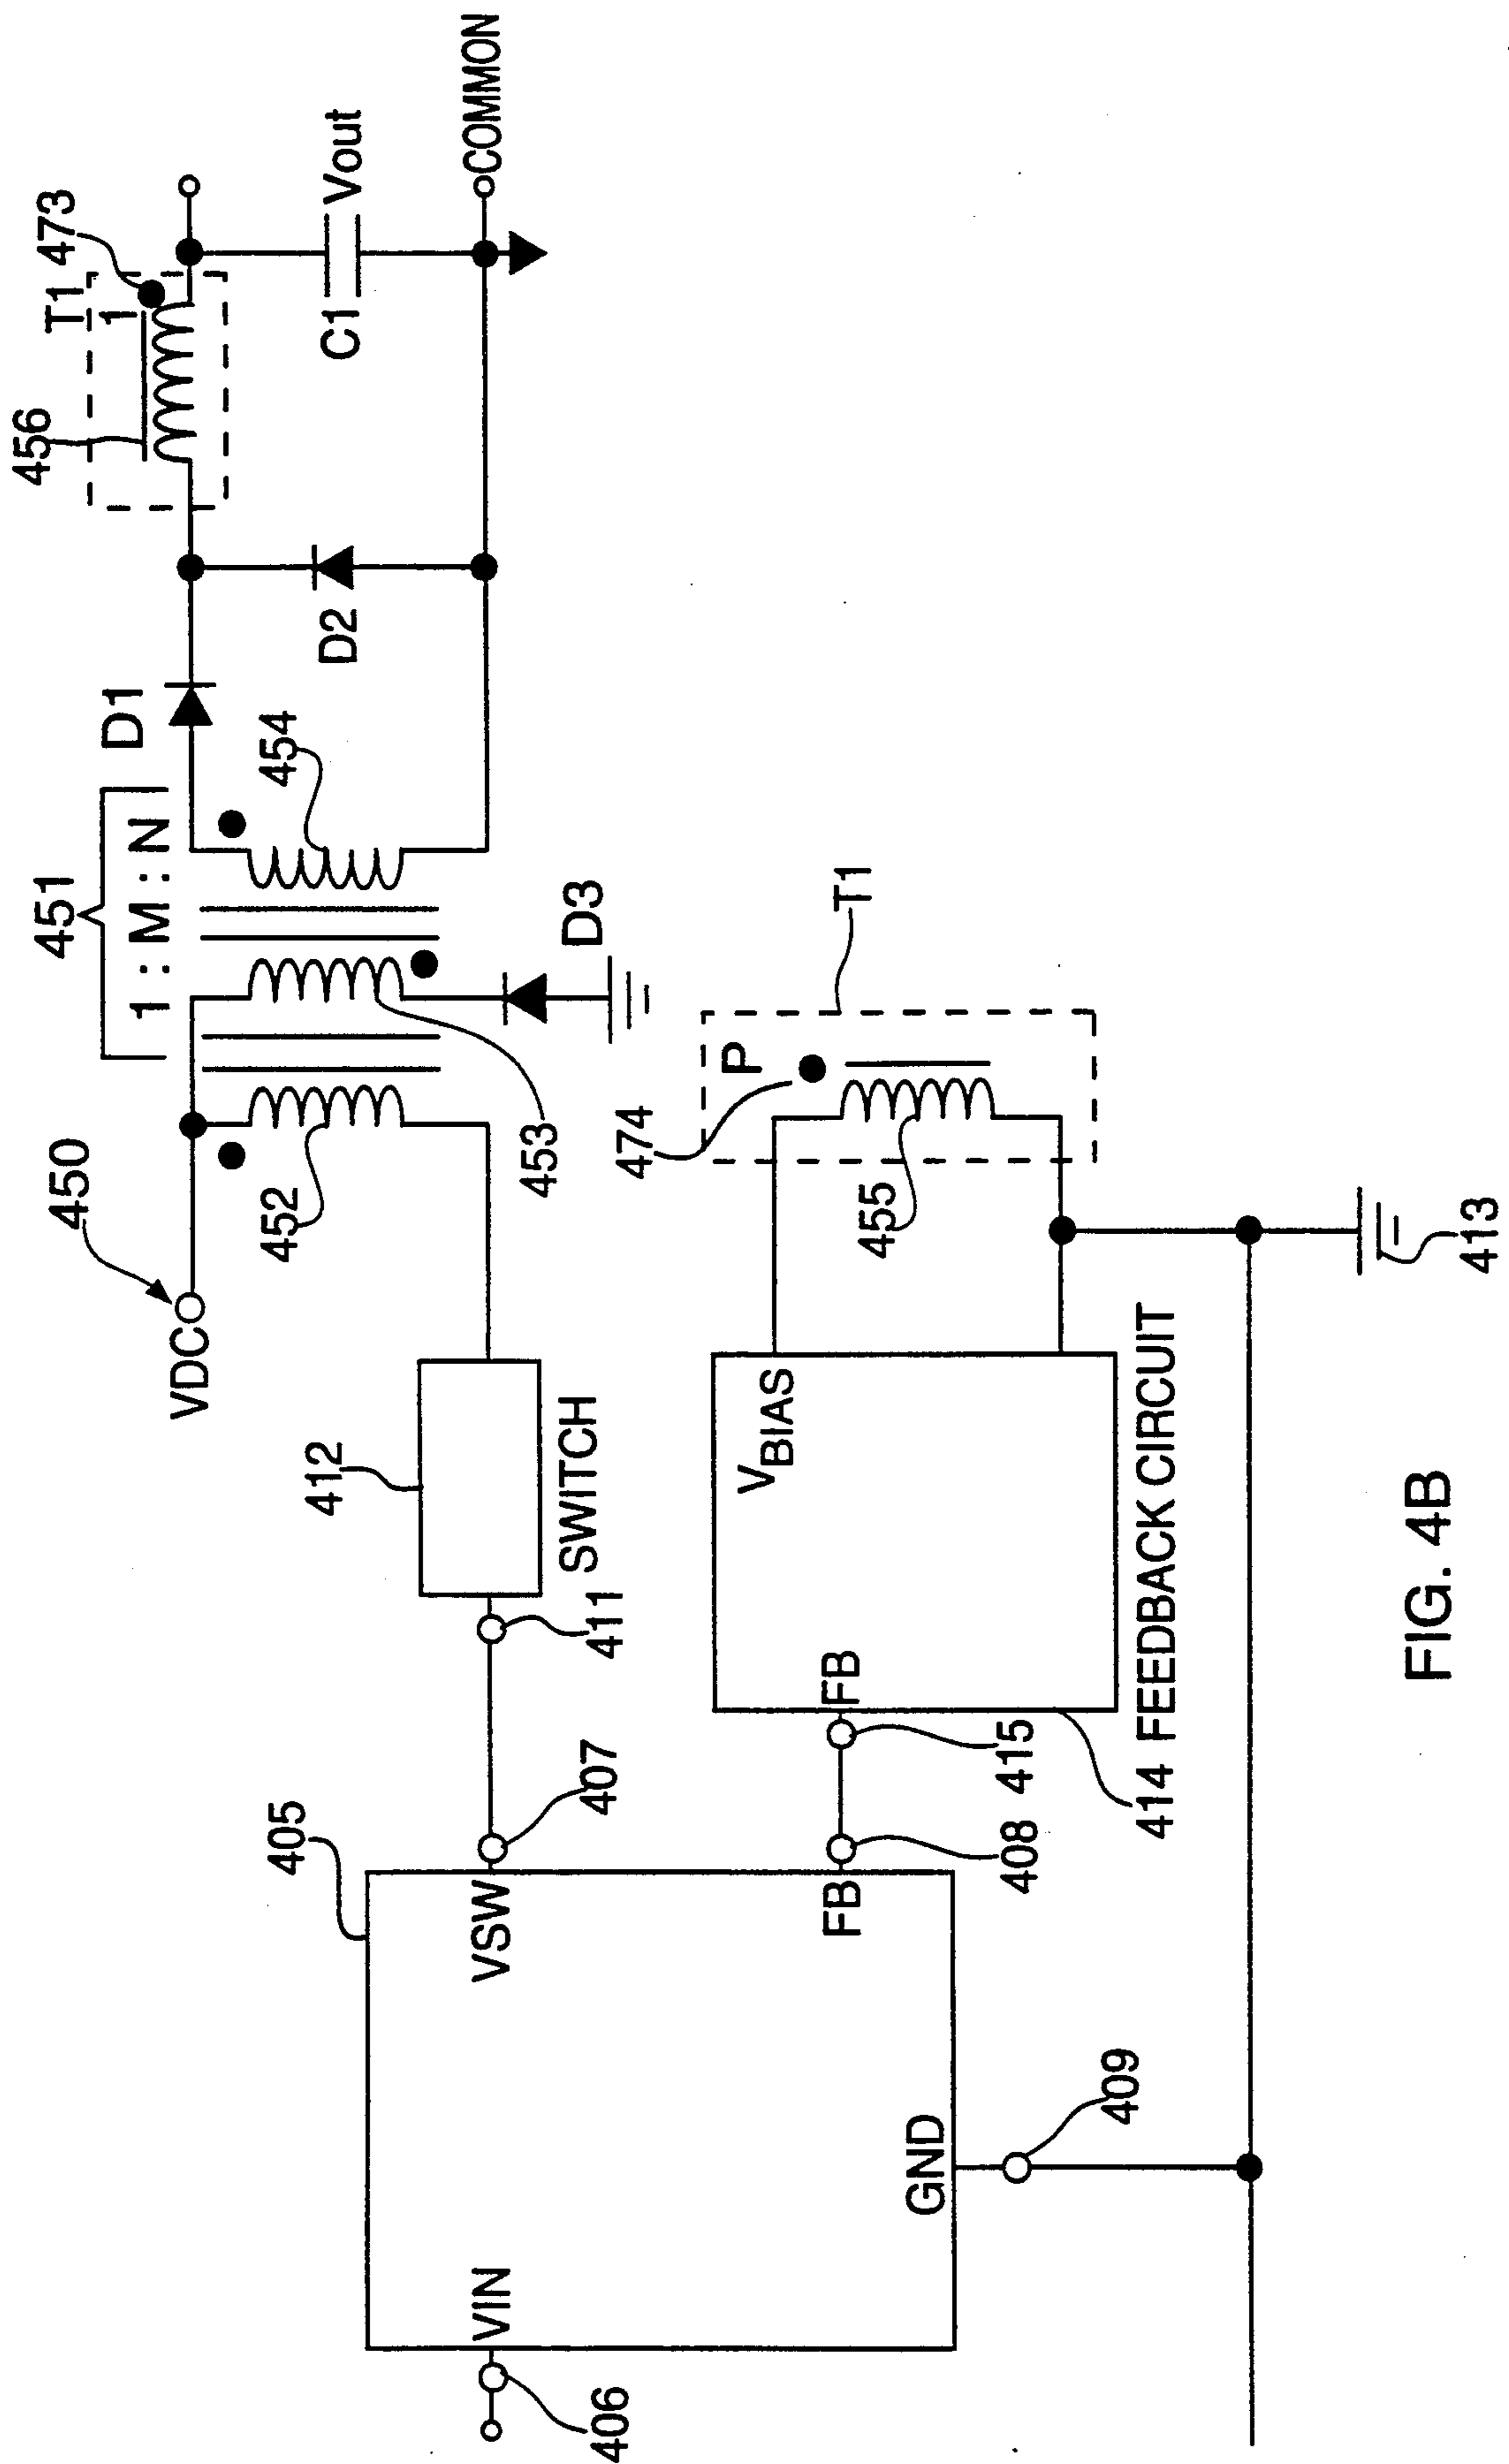 456
T1
1
473
451
1 : M : N
D1
Vout
C1
COMMON
450
VDC
452
454
D2
453
D3
412
SWITCH
411
407
405
VIN
VSW
FB
GND
406
408
409
415
FB
VBIAS
474
P
T1
455
414 FEEDBACK CIRCUIT
413
FIG. 4B